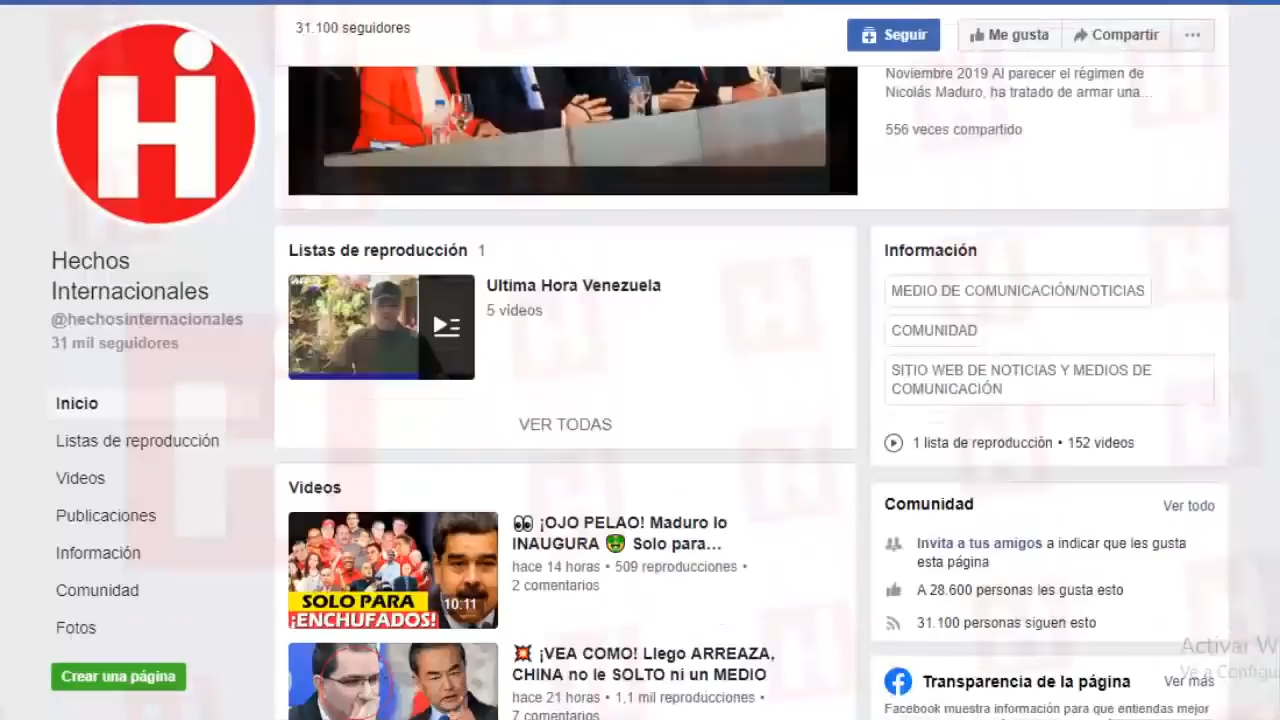 Hi
Hechos
Internacionales
@hechosinternacionales
31 mil seguidores
Inicio
Listas de reproducción
Videos
Publicaciones
Información
Comunidad
Fotos
Crear una página
31.100 seguidores
Seguir
Me gusta
Compartir
Noviembre 2019 Al parecer el régimen de
Nicolás Maduro, ha tratado de armar una...
556 veces compartido
Listas de reproducción 1
Ultima Hora Venezuela
5 videos
VER TODAS
Videos
SOLO PARA
¡ENCHUFADOS!
10:11
¡OJO PELAO! Maduro lo
INAUGURA Solo para...
hace 14 horas • 509 reproducciones •
2 comentarios
¡VEA COMO! Llego ARREAZA,
CHINA no le SOLTO ni un MEDIO
hace 21 horas • 1,1 mil reproducciones •
7 comentarios
Información
MEDIO DE COMUNICACIÓN/NOTICIAS
COMUNIDAD
SITIO WEB DE NOTICIAS Y MEDIOS DE
COMUNICACIÓN
1 lista de reproducción • 152 videos
Comunidad
Ver todo
Invita a tus amigos a indicar que les gusta
esta página
A 28.600 personas les gusta esto
31.100 personas siguen esto
Activar W
Ve a Configu
Transparencia de la página
Ver más
Facebook muestra información para que entiendas mejor